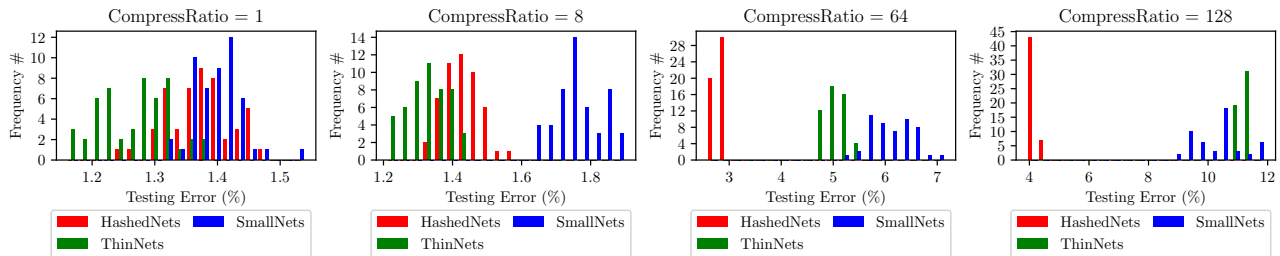 CompressRatio = 1
Frequency #
12
10
8
6
4
2
0
1.2 1.3 1.4 1.5
Testing Error (%)
HashedNets SmallNets
ThinNets
CompressRatio = 8
Frequency #
14
12
10
8
6
4
2
0
1.2 1.4 1.6 1.8
Testing Error (%)
HashedNets SmallNets
ThinNets
CompressRatio = 64
Frequency #
28
24
20
16
12
8
4
0
3 4 5 6 7
Testing Error (%)
HashedNets SmallNets
ThinNets
CompressRatio = 128
Frequency #
45
40
35
30
25
20
15
10
5
0
4 6 8 10 12
Testing Error (%)
HashedNets SmallNets
ThinNets